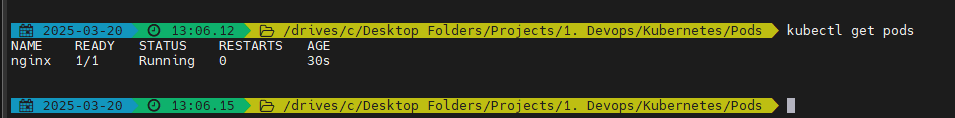 2025-03-20 13:06.12 /drives/c/Desktop Folders/Projects/1. Devops/Kubernetes/Pods kubectl get pods
NAME READY STATUS RESTARTS AGE
nginx 1/1 Running 0 30s
2025-03-20 13:06.15 /drives/c/Desktop Folders/Projects/1. Devops/Kubernetes/Pods